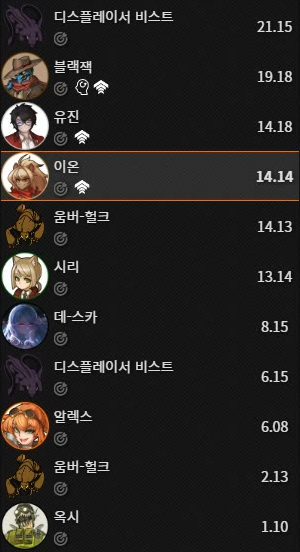 디스플레이서 비스트 21.15
블랙잭 19.18
유진 14.18
이온 14.14
움버-헐크 14.13
시리 13.14
데-스카 8.15
디스플레이서 비스트 6.15
알렉스 6.08
움버-헐크 2.13
옥시 1.10